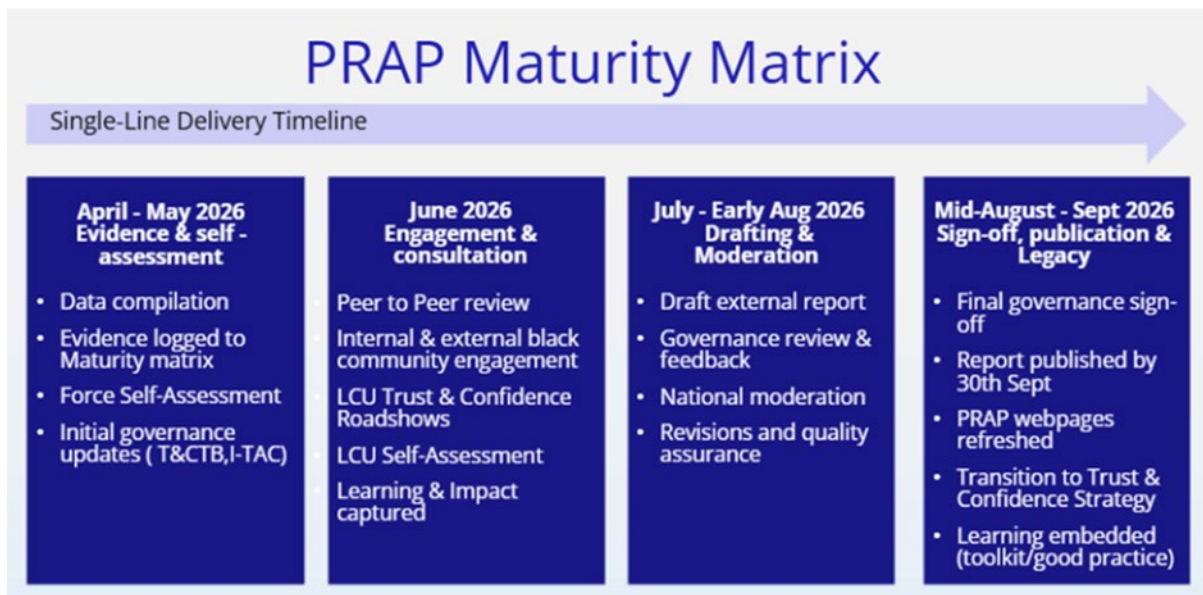 PRAP Maturity Matrix
Single-Line Delivery Timeline
April - May 2026
Evidence & self -
assessment
• Data compilation
• Evidence logged to
Maturity matrix
• Force Self-Assessment
• Initial governance
updates ( T&CTB,I-TAC)
June 2026
Engagement &
consultation
• Peer to Peer review
• Internal & external black
community engagement
• LCU Trust & Confidence
Roadshows
• LCU Self-Assessment
• Learning & Impact
captured
July - Early Aug 2026
Drafting &
Moderation
• Draft external report
• Governance review &
feedback
• National moderation
• Revisions and quality
assurance
Mid-August - Sept 2026
Sign-off, publication &
Legacy
• Final governance sign-
off
• Report published by
30th Sept
• PRAP webpages
refreshed
• Transition to Trust &
Confidence Strategy
• Learning embedded
(toolkit/good practice)